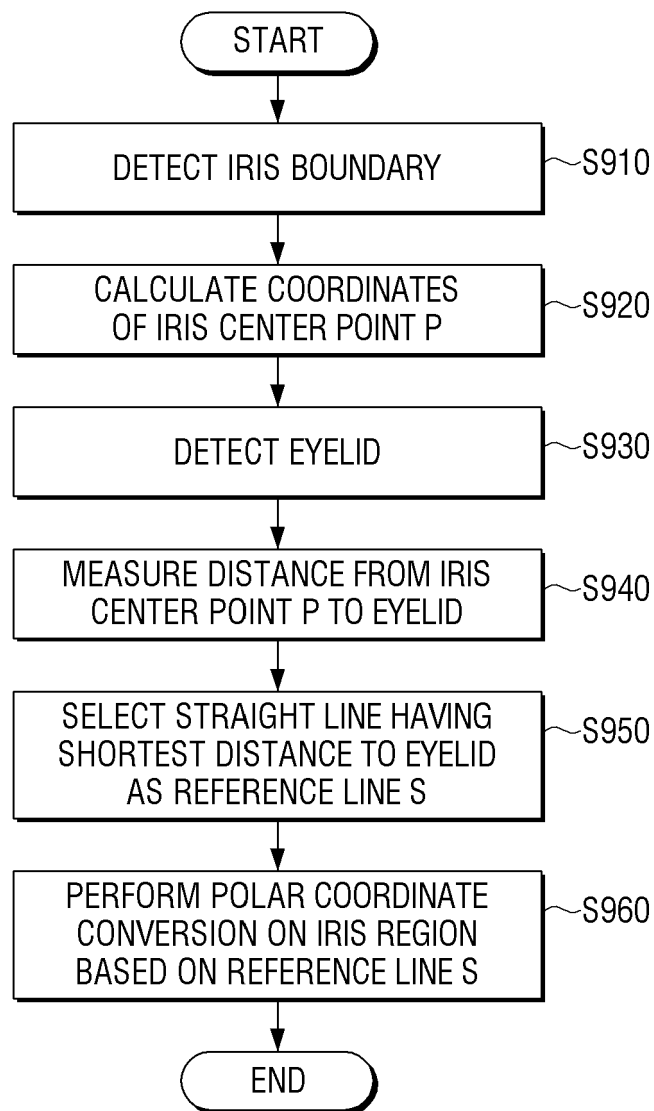 START
DETECT IRIS BOUNDARY
S910
CALCULATE COORDINATES
OF IRIS CENTER POINT P
S920
DETECT EYELID
S930
MEASURE DISTANCE FROM IRIS
CENTER POINT P TO EYELID
S940
SELECT STRAIGHT LINE HAVING
SHORTEST DISTANCE TO EYELID
AS REFERENCE LINE S
S950
PERFORM POLAR COORDINATE
CONVERSION ON IRIS REGION
BASED ON REFERENCE LINE S
S960
END